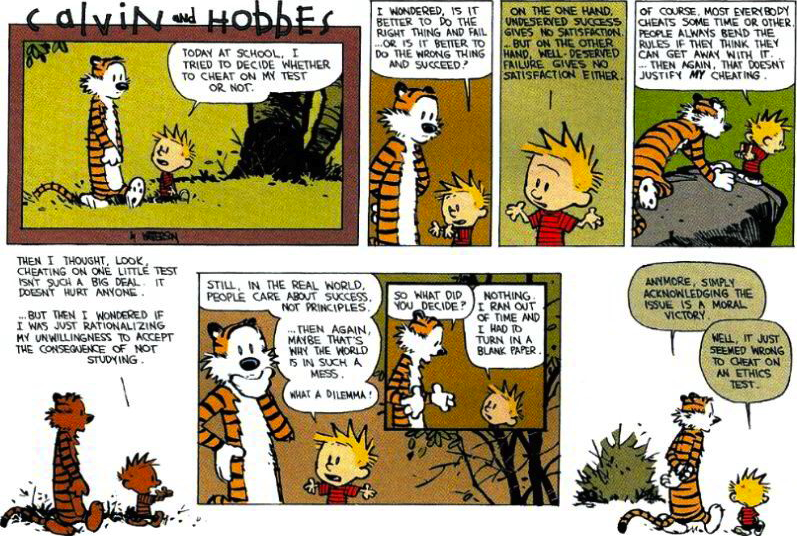 Calvin and Hobbes
TODAY AT SCHOOL, I
TRIED TO DECIDE WHETHER
TO CHEAT ON MY TEST
OR NOT.
I WONDERED, IS IT
BETTER TO DO THE
RIGHT THING AND FAIL
...OR IS IT BETTER TO
DO THE WRONG THING
AND SUCCEED?
ON THE ONE HAND,
UNDESERVED SUCCESS
GIVES NO SATISFACTION.
...BUT ON THE OTHER
HAND, WELL-DESERVED
FAILURE GIVES NO
SATISFACTION EITHER.
OF COURSE, MOST EVERYBODY
CHEATS SOME TIME OR OTHER.
PEOPLE ALWAYS BEND THE
RULES IF THEY THINK THEY
CAN GET AWAY WITH IT.
... THEN AGAIN, THAT DOESN'T
JUSTIFY MY CHEATING.
THEN I THOUGHT, LOOK,
CHEATING ON ONE LITTLE TEST
ISN'T SUCH A BIG DEAL. IT
DOESN'T HURT ANYONE.
...BUT THEN I WONDERED IF
I WAS JUST RATIONALIZING
MY UNWILLINGNESS TO ACCEPT
THE CONSEQUENCE OF NOT
STUDYING.
STILL, IN THE REAL WORLD,
PEOPLE CARE ABOUT SUCCESS,
NOT PRINCIPLES.
...THEN AGAIN,
MAYBE THAT'S
WHY THE WORLD
IS IN SUCH A
MESS.
WHAT A DILEMMA!
SO WHAT DID
YOU DECIDE?
NOTHING.
I RAN OUT
OF TIME AND
I HAD TO
TURN IN A
BLANK PAPER.
ANYMORE, SIMPLY
ACKNOWLEDGING THE
ISSUE IS A MORAL
VICTORY.
WELL, IT JUST
SEEMED WRONG
TO CHEAT ON
AN ETHICS
TEST.